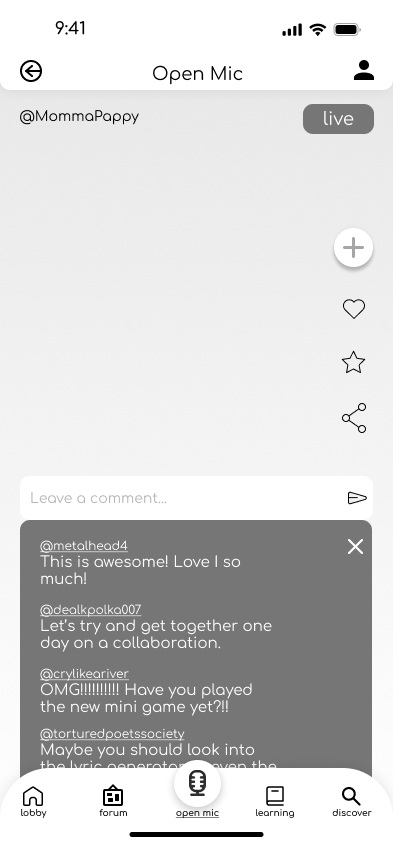 9:41
Open Mic
@MommaPappy
live
Leave a comment...
@metalhead4
This is awesome! Love I so
much!
@dealkpolka007
Let's try and get together one
day on a collaboration.
@crylikeariver
OMG!!!!!!!!!! Have you played
the new mini game yet?!!
@torturedpoetssociety
Maybe you should look into
the lyric generator even the
lobby
forum
open mic
learning
discover